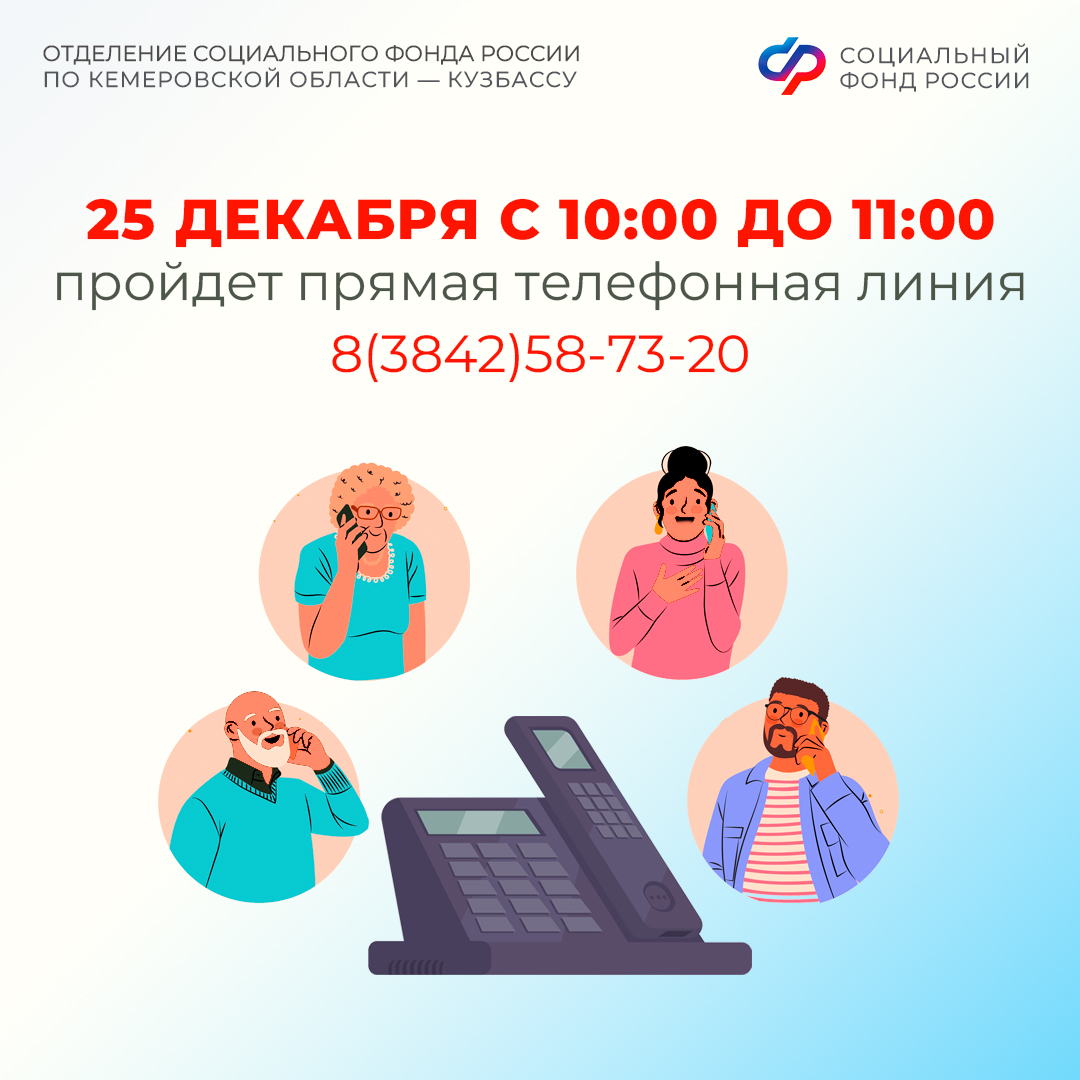 ОТДЕЛЕНИЕ СОЦИАЛЬНОГО ФОНДА РОССИИ
ПО КЕМЕРОВСКОЙ ОБЛАСТИ — КУЗБАССУ
СОЦИАЛЬНЫЙ
ФОНД РОССИИ
25 ДЕКАБРЯ С 10:00 ДО 11:00
пройдет прямая телефонная линия
8(3842)58-73-20